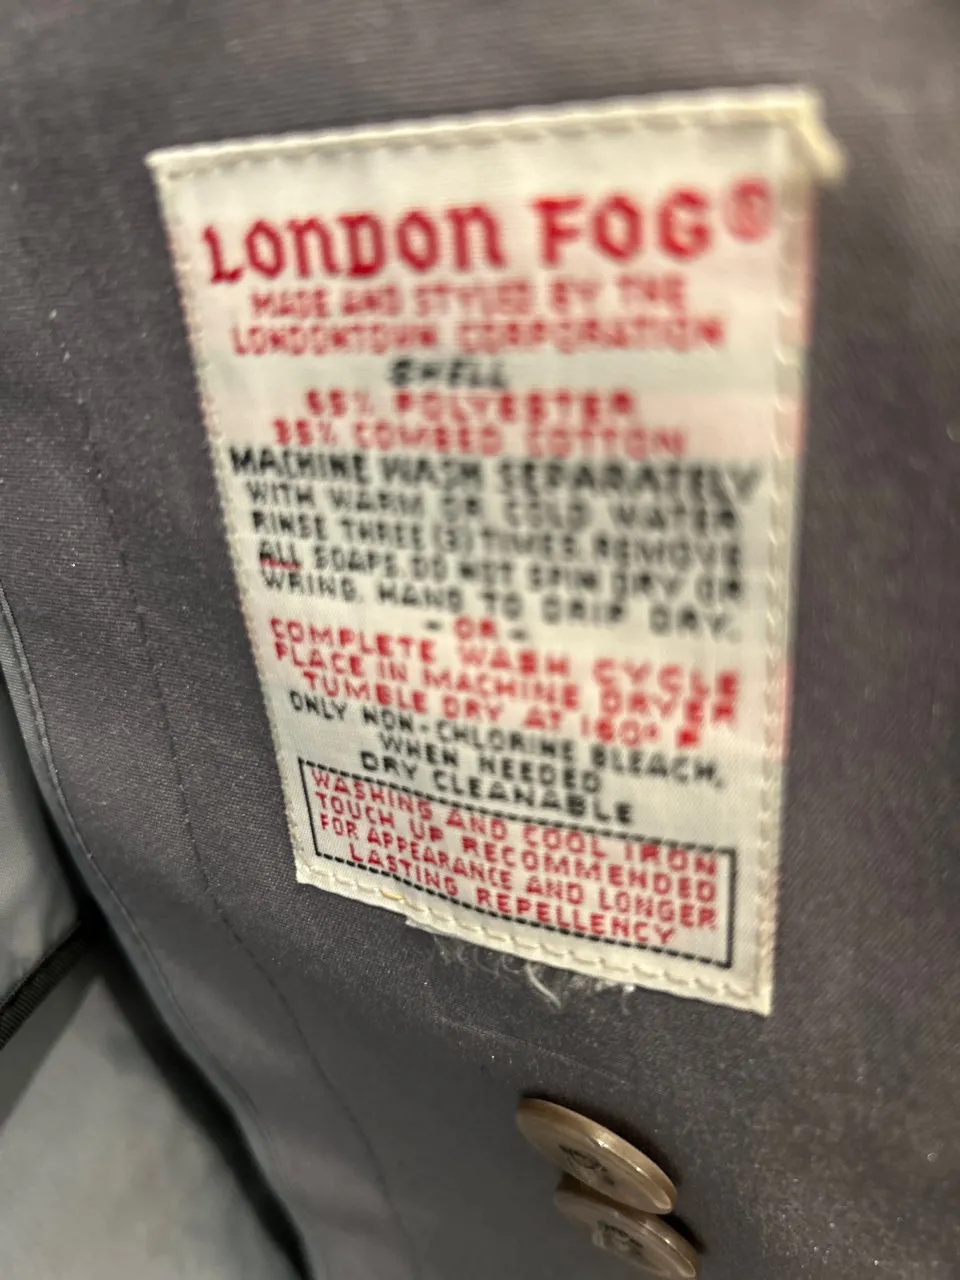 LONDON FOG®
MADE AND STYLED BY THE
LONDONTOWN CORPORATION
SHELL
65% POLYESTER
35% COMBED COTTON
MACHINE WASH SEPARATELY
WITH WARM OR COLD WATER
RINSE THREE (3) TIMES. REMOVE
ALL SOAPS. DO NOT SPIN DRY OR
WRING. HANG TO DRIP DRY.
- OR -
COMPLETE WASH CYCLE
PLACE IN MACHINE DRYER
TUMBLE DRY AT 160° F
ONLY NON-CHLORINE BLEACH,
WHEN NEEDED
DRY CLEANABLE
WASHING AND COOL IRON
TOUCH UP RECOMMENDED
FOR APPEARANCE AND LONGER
LASTING REPELLENCY